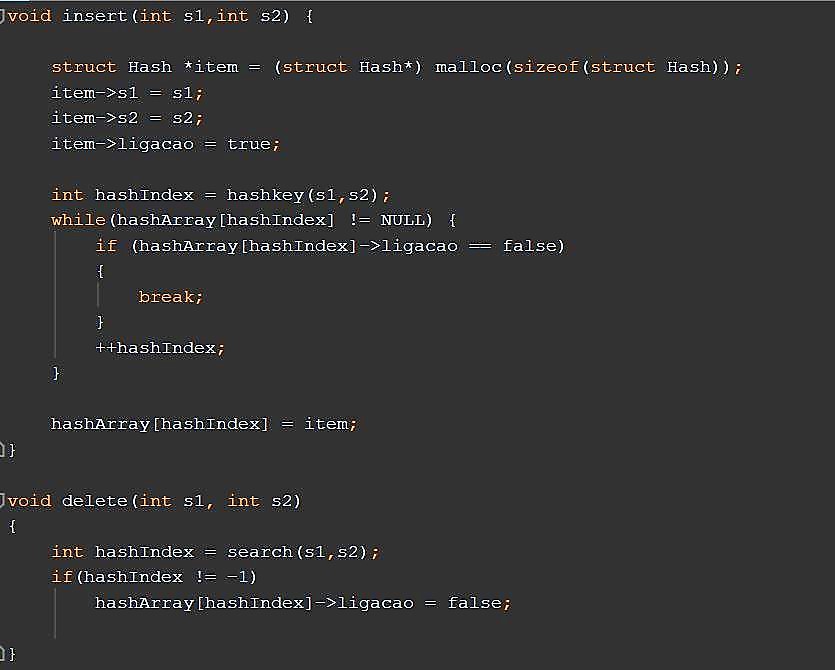 void insert(int s1,int s2) {
struct Hash *item = (struct Hash*) malloc(sizeof(struct Hash));
item->s1 = s1;
item->s2 = s2;
item->ligacao = true;
int hashIndex = hashkey(s1,s2);
while(hashArray[hashIndex] != NULL) {
if (hashArray[hashIndex]->ligacao == false)
{
break;
}
++hashIndex;
}
hashArray[hashIndex] = item;
}
void delete(int s1, int s2)
{
int hashIndex = search(s1,s2);
if(hashIndex != -1)
hashArray[hashIndex]->ligacao = false;
}